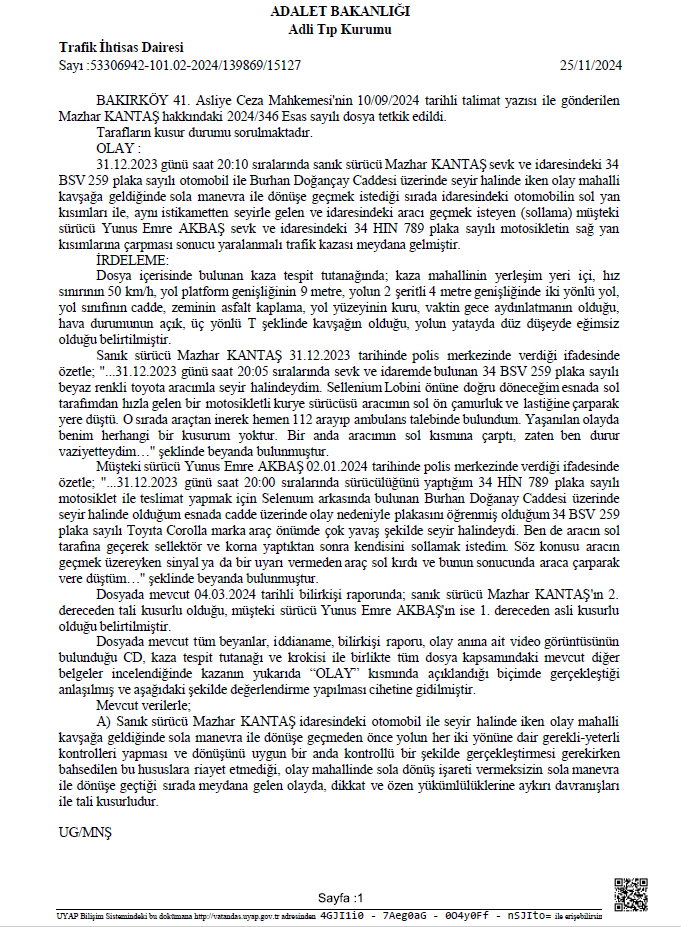 ADALET BAKANLIĞI
Adli Tıp Kurumu
Trafik İhtisas Dairesi
Sayı :53306942-101.02-2024/139869/15127 25/11/2024
BAKIRKÖY 41. Asliye Ceza Mahkemesi'nin 10/09/2024 tarihli talimat yazısı ile gönderilen
Mazhar KANTAŞ hakkındaki 2024/346 Esas sayılı dosya tetkik edildi.
Tarafların kusur durumu sorulmaktadır.
OLAY :
31.12.2023 günü saat 20:10 sıralarında sanık sürücü Mazhar KANTAŞ sevk ve idaresindeki 34
BSV 259 plaka sayılı otomobil ile Burhan Doğançay Caddesi üzerinde seyir halinde iken olay mahalli
kavşağa geldiğinde sola manevra ile dönüşe geçmek istediği sırada idaresindeki otomobilin sol yan
kısımları ile, aynı istikametten seyirle gelen ve idaresindeki aracı geçmek isteyen (sollama) müşteki
sürücü Yunus Emre AKBAŞ sevk ve idaresindeki 34 HIN 789 plaka sayılı motosikletin sağ yan
kısımlarına çarpması sonucu yaralanmalı trafik kazası meydana gelmiştir.
İRDELEME:
Dosya içerisinde bulunan kaza tespit tutanağında; kaza mahallinin yerleşim yeri içi, hız
sınırının 50 km/h, yol platform genişliğinin 9 metre, yolun 2 şeritli 4 metre genişliğinde iki yönlü yol,
yol sınıfının cadde, zeminin asfalt kaplama, yol yüzeyinin kuru, vaktin gece aydınlatmanın olduğu,
hava durumunun açık, üç yönlü T şeklinde kavşağın olduğu, yolun yatayda düz düşeyde eğimsiz
olduğu belirtilmiştir.
Sanık sürücü Mazhar KANTAŞ 31.12.2023 tarihinde polis merkezinde verdiği ifadesinde
özetle; "...31.12.2023 günü saat 20:05 sıralarında sevk ve idaremde bulunan 34 BSV 259 plaka sayılı
beyaz renkli toyota aracımla seyir halindeydim. Sellenium Lobini önüne doğru döneceğim esnada sol
tarafımdan hızla gelen bir motosikletli kurye sürücüsü aracımın sol ön çamurluk ve lastiğine çarparak
yere düştü. O sırada araçtan inerek hemen 112 arayıp ambulans talebinde bulundum. Yaşanılan olayda
benim herhangi bir kusurum yoktur. Bir anda aracımın sol kısmına çarptı, zaten ben durur
vaziyetteydim…" şeklinde beyanda bulunmuştur.
Müşteki sürücü Yunus Emre AKBAŞ 02.01.2024 tarihinde polis merkezinde verdiği ifadesinde
özetle; "...31.12.2023 günü saat 20:00 sıralarında sürücülüğünü yaptığım 34 HİN 789 plaka sayılı
motosiklet ile teslimat yapmak için Selenuım arkasında bulunan Burhan Doğanay Caddesi üzerinde
seyir halinde olduğum esnada cadde üzerinde olay nedeniyle plakasını öğrenmiş olduğum 34 BSV 259
plaka sayılı Toyıta Corolla marka araç önümde çok yavaş şekilde seyir halindeydi. Ben de aracın sol
tarafına geçerek sellektör ve korna yaptıktan sonra kendisini sollamak istedim. Söz konusu aracın
geçmek üzereyken sinyal ya da bir uyarı vermeden araç sol kırdı ve bunun sonucunda araca çarparak
vere düştüm…" şeklinde beyanda bulunmuştur.
Dosyada mevcut 04.03.2024 tarihli bilirkişi raporunda; sanık sürücü Mazhar KANTAŞ'ın 2.
dereceden tali kusurlu olduğu, müşteki sürücü Yunus Emre AKBAŞ'ın ise 1. dereceden asli kusurlu
olduğu belirtilmiştir.
Dosyada mevcut tüm beyanlar, iddianame, bilirkişi raporu, olay anına ait video görüntüsünün
bulunduğu CD, kaza tespit tutanağı ve krokisi ile birlikte tüm dosya kapsamındaki mevcut diğer
belgeler incelendiğinde kazanın yukarıda “OLAY” kısmında açıklandığı biçimde gerçekleştiği
anlaşılmış ve aşağıdaki şekilde değerlendirme yapılması cihetine gidilmiştir.
Mevcut verilerle;
A) Sanık sürücü Mazhar KANTAŞ idaresindeki otomobil ile seyir halinde iken olay mahalli
kavşağa geldiğinde sola manevra ile dönüşe geçmeden önce yolun her iki yönüne dair gerekli-yeterli
kontrolleri yapması ve dönüşünü uygun bir anda kontrollü bir şekilde gerçekleştirmesi gerekirken
bahsedilen bu hususlara riayet etmediği, olay mahallinde sola dönüş işareti vermeksizin sola manevra
ile dönüşe geçtiği sırada meydana gelen olayda, dikkat ve özen yükümlülüklerine aykırı davranışları
ile tali kusurludur.
UG/MNŞ
Sayfa :1
UYAP Bilişim Sistemindeki bu dokümana http://vatandas.uyap.gov.tr adresinden 4GJI1i0 - 7Aeg0aG - 0O4y0Ff - nSJIto= ile erişebilirsin